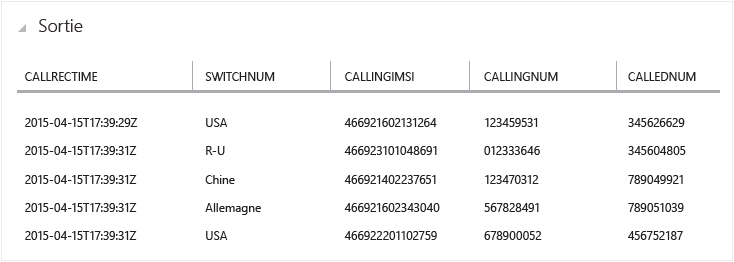 Sortie
CALLRECTIME SWITCHNUM CALLINGIMSI CALLINGNUM CALLEDNUM
2015-04-15T17:39:29Z USA 466921602131264 123459531 345626629
2015-04-15T17:39:31Z R-U 466923101048691 012333646 345604805
2015-04-15T17:39:31Z Chine 466921402237651 123470312 789049921
2015-04-15T17:39:31Z Allemagne 466921602343040 567828491 789051039
2015-04-15T17:39:31Z USA 466922201102759 678900052 456752187